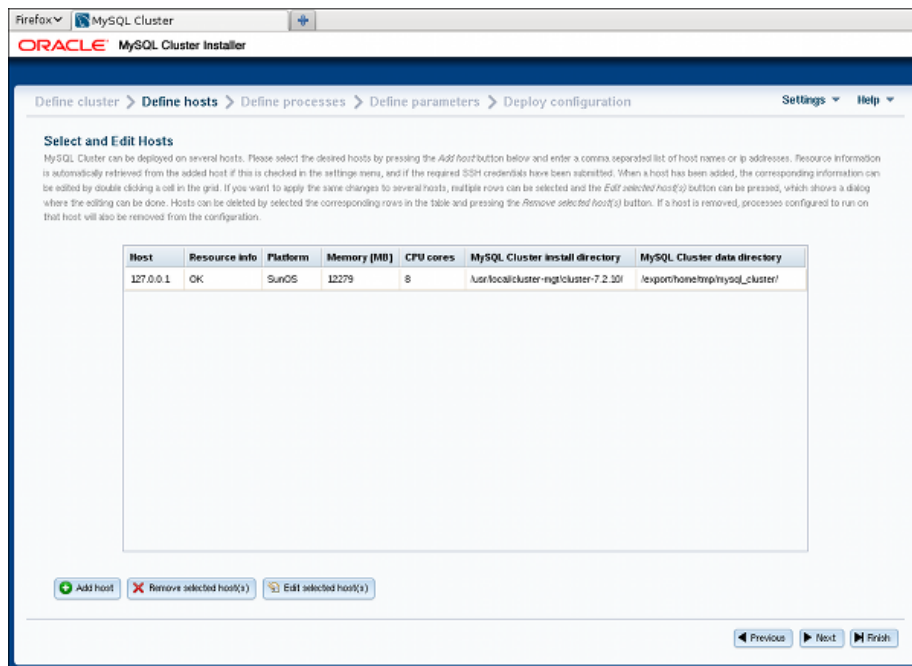 Firefox MySQL Cluster
ORACLE MySQL Cluster Installer
Define cluster > Define hosts > Define processes > Define parameters > Deploy configuration Settings Help
Select and Edit Hosts
MySQL Cluster can be deployed on several hosts. Please select the desired hosts by pressing the Add host button below and enter a comma separated list of host names or ip addresses. Resource information
is automatically retrieved from the added host if this is checked in the settings menu, and if the required SSH credentials have been submitted. When a host has been added, the corresponding information can
be edited by double clicking a cell in the grid. If you want to apply the same changes to several hosts, multiple rows can be selected and the Edit selected host(s) button can be pressed, which shows a dialog
where the editing can be done. Hosts can be deleted by selected the corresponding rows in the table and pressing the Remove selected host(s) button. If a host is removed, processes configured to run on
that host will also be removed from the configuration.
Host Resource info Platform Memory [MB] CPU cores MySQL Cluster install directory MySQL Cluster data directory
127.0.0.1 OK SunOS 12279 8 /usr/local/cluster-mgt/cluster-7.2.10/ /export/home/tmp/mysql_cluster/
Add host Remove selected host(s) Edit selected host(s)
Previous Next Finish